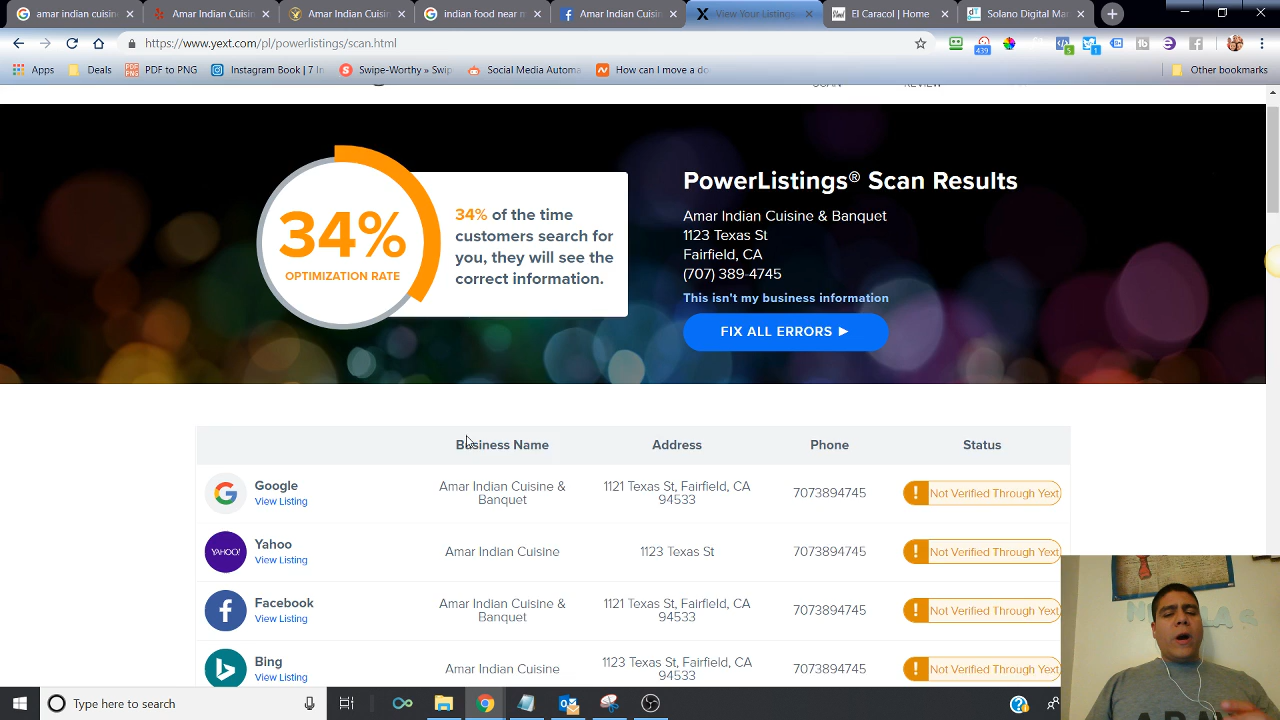 amar indian cuisin
Amar Indian Cuisin
Amar Indian cuisin
indian food near m
Amar Indian Cuisin
View Your Listings
El Caracol | Home
Solano Digital Mar
https://www.yext.com/pl/powerlistings/scan.html
439
5
1
Apps
Deals
PDF to PNG
Instagram Book | 7 In
Swipe-Worthy » Swip
Social Media Automa
How can I move a do
Other bookmarks
34%
OPTIMIZATION RATE
34% of the time
customers search for
you, they will see the
correct information.
PowerListings® Scan Results
Amar Indian Cuisine & Banquet
1123 Texas St
Fairfield, CA
(707) 389-4745
This isn't my business information
FIX ALL ERRORS ▶
Business Name Address Phone Status
Google
View Listing
Amar Indian Cuisine &
Banquet
1121 Texas St, Fairfield, CA
94533
7073894745
! Not Verified Through Yext
YAHOO!
Yahoo
View Listing
Amar Indian Cuisine
1123 Texas St
7073894745
! Not Verified Through Yext
Facebook
View Listing
Amar Indian Cuisine &
Banquet
1121 Texas St, Fairfield, CA
94533
7073894745
! Not Verified Through Yext
Bing
View Listing
Amar Indian Cuisine
1123 Texas St, Fairfield, CA
94533
7073894745
! Not Verified Through Yext
Type here to search